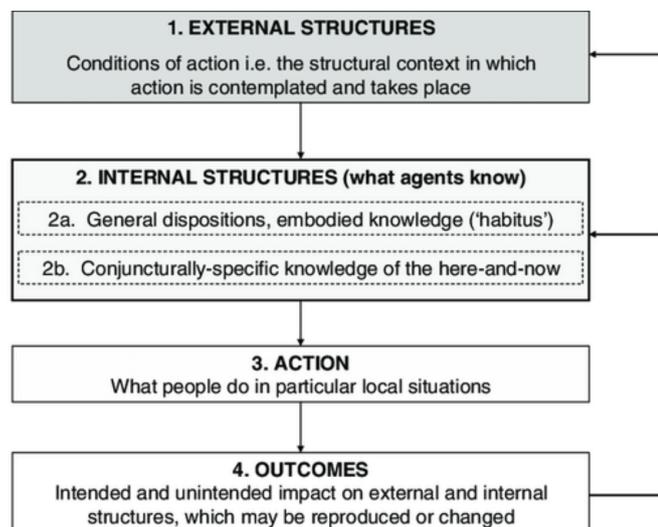 1. EXTERNAL STRUCTURES
Conditions of action i.e. the structural context in which
action is contemplated and takes place
2. INTERNAL STRUCTURES (what agents know)
2a. General dispositions, embodied knowledge (‘habitus’)
2b. Conjuncturally-specific knowledge of the here-and-now
3. ACTION
What people do in particular local situations
4. OUTCOMES
Intended and unintended impact on external and internal
structures, which may be reproduced or changed